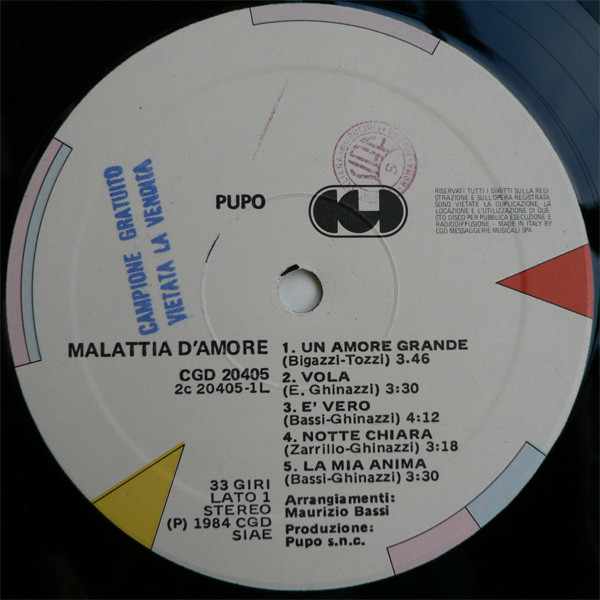 CAMPIONE GRATUITO
VIETATA LA VENDITA
PUPO
RISERVATI TUTTI I DIRITTI SULLA REGI
STRAZIONE E SULL'OPERA REGISTRATA.
SONO VIETATE LA DUPLICAZIONE, LA
LOCAZIONE E L'UTILIZZAZIONE DI QUE-
STO DISCO PER PUBBLICA ESECUZIONE E
RADIODIFFUSIONE – MADE IN ITALY BY
CGD MESSAGGERIE MUSICALI SPA
MALATTIA D'AMORE
CGD 20405
2c 20405-1L
1. UN AMORE GRANDE
(Bigazzi-Tozzi) 3.46
2. VOLA
(E. Ghinazzi) 3:30
3. E' VERO
(Bassi-Ghinazzi) 4:12
4. NOTTE CHIARA
(Zarrillo-Ghinazzi) 3:18
5. LA MIA ANIMA
(Bassi-Ghinazzi) 3:30
33 GIRI
LATO 1
STEREO
(P) 1984 CGD
SIAE
Arrangiamenti:
Maurizio Bassi
Produzione:
Pupo s.n.c.